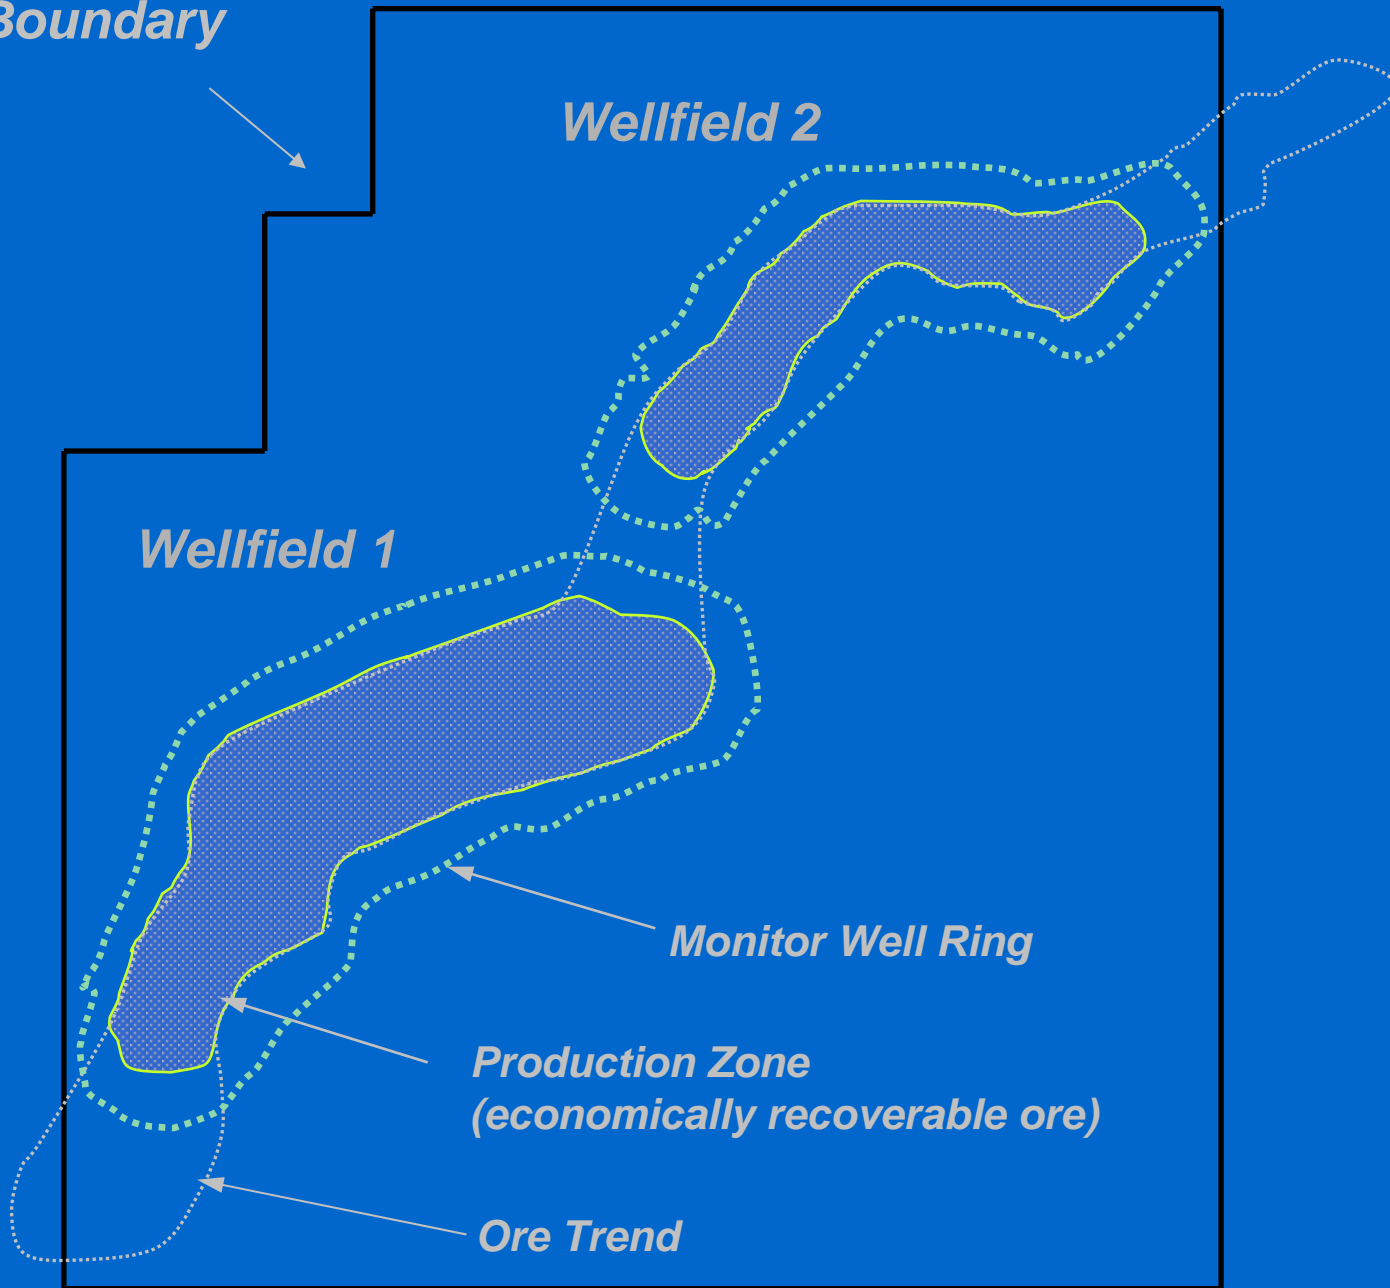 Boundary
Wellfield 2
Wellfield 1
Monitor Well Ring
Production Zone
(economically recoverable ore)
Ore Trend